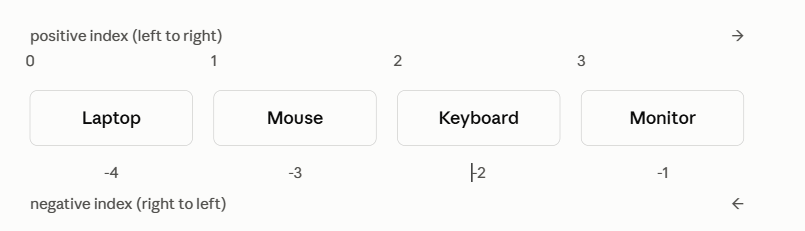 positive index (left to right) →
0 1 2 3
Laptop Mouse Keyboard Monitor
-4 -3 -2 -1
negative index (right to left) ←